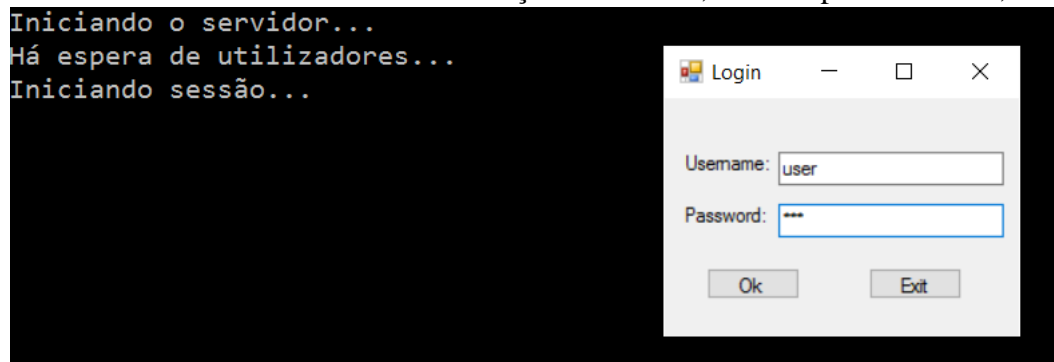 Iniciando o servidor...
Há espera de utilizadores...
Iniciando sessão...
Login
Username: user
Password: ***
Ok Exit